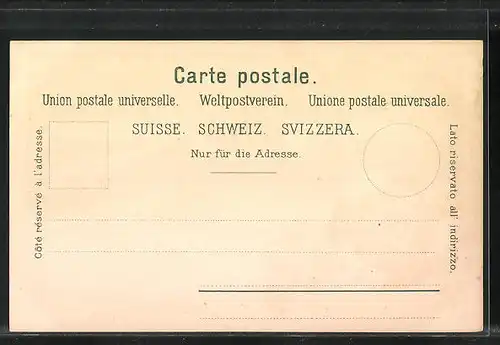 Carte postale.
Union postale universelle. Weltpostverein. Unione postale universale.
SUISSE. SCHWEIZ. SVIZZERA.
Nur für die Adresse.
Côté réservé à l'adresse.
Lato riservato all' indirizzo.